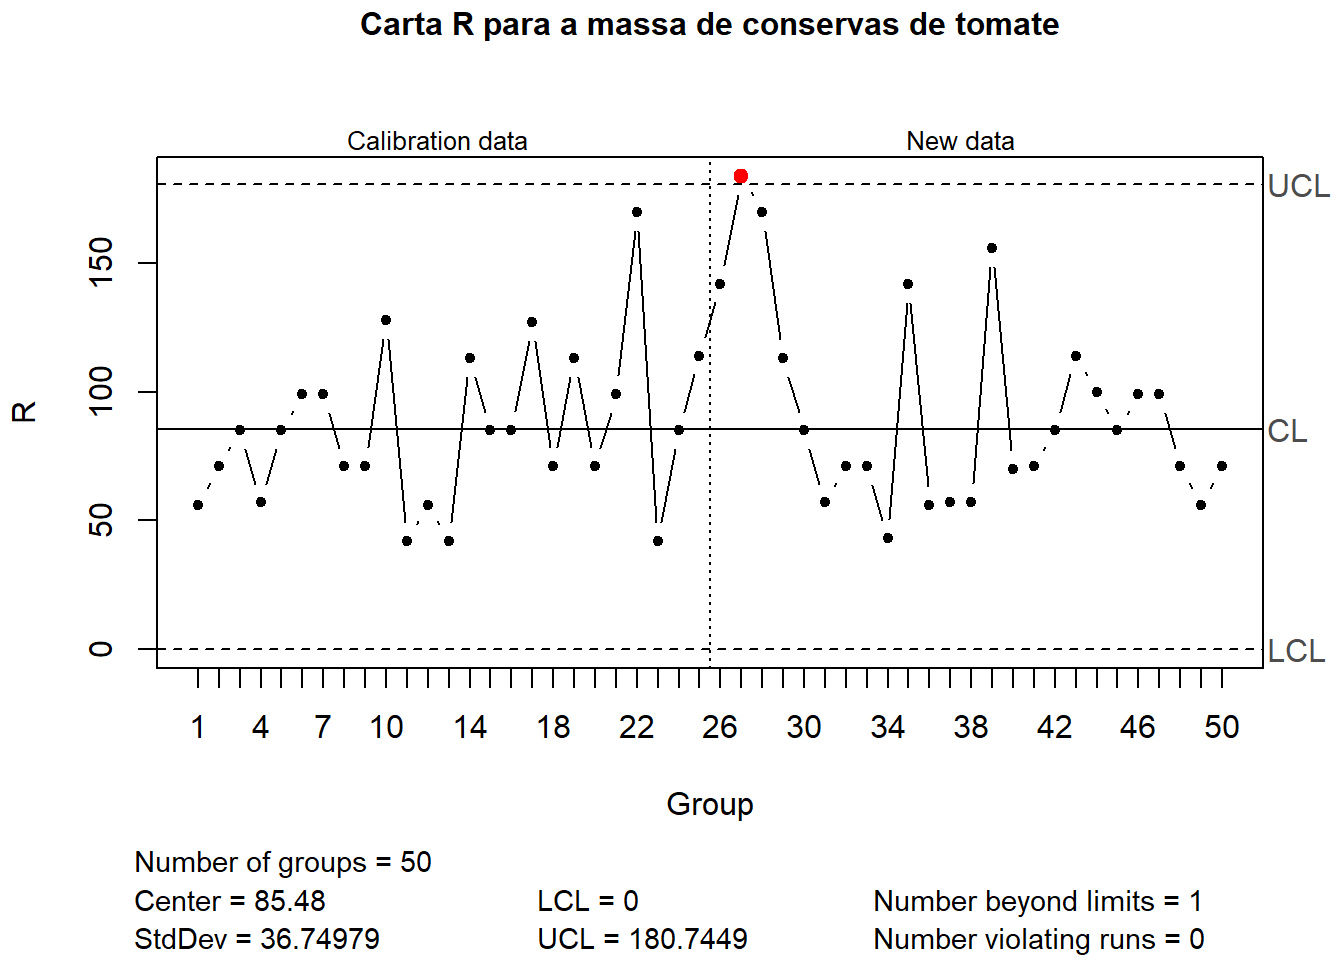 Carta R para a massa de conservas de tomate
Calibration data
New data
UCL
CL
LCL
R
150
100
50
0
1 4 7 10 14 18 22 26 30 34 38 42 46 50
Group
Number of groups = 50
Center = 85.48 LCL = 0 Number beyond limits = 1
StdDev = 36.74979 UCL = 180.7449 Number violating runs = 0